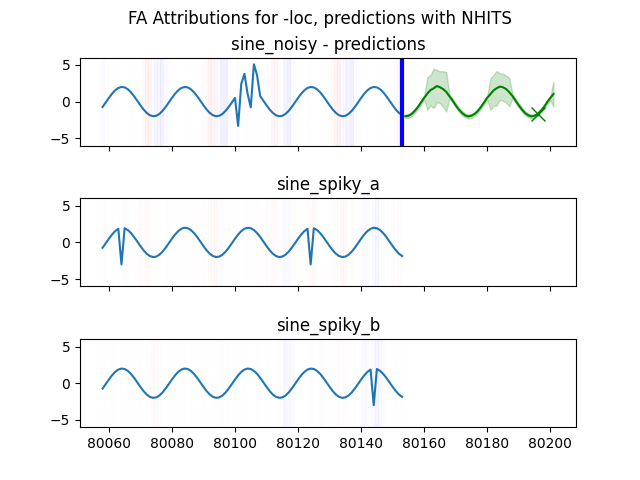 FA Attributions for -loc, predictions with NHITS
sine_noisy - predictions
5
0
−5
sine_spiky_a
5
0
−5
sine_spiky_b
5
0
−5
80060 80080 80100 80120 80140 80160 80180 80200